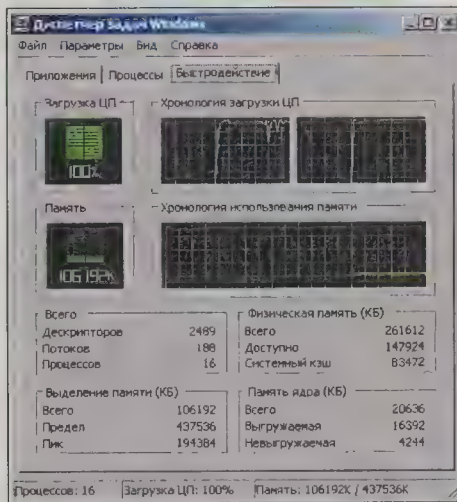 Диспетчер задач Windows
Файл Параметры Вид Справка
Приложения Процессы Быстродействие
Загрузка ЦП
Хронология загрузки ЦП
100%
Память
Хронология использования памяти
106192K
Всего
Дескрипторов 2489
Потоков 188
Процессов 16
Физическая память (КБ)
Всего 261612
Доступно 147924
Системный кэш 83472
Выделение памяти (КБ)
Всего 106192
Предел 437536
Пик 194384
Память ядра (КБ)
Всего 20636
Выгружаемая 16392
Невыгружаемая 4244
Процессов: 16 Загрузка ЦП: 100% Память: 106192K / 437536K